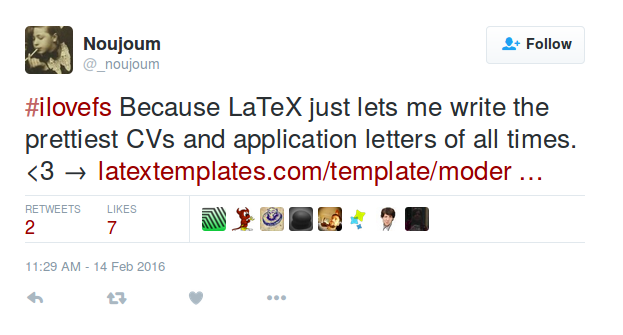 Noujoum
@_noujoum
Follow
#ilovefs Because LaTeX just lets me write the
prettiest CVs and application letters of all times.
<3 → latextemplates.com/template/moder …
RETWEETS LIKES
2 7
11:29 AM - 14 Feb 2016